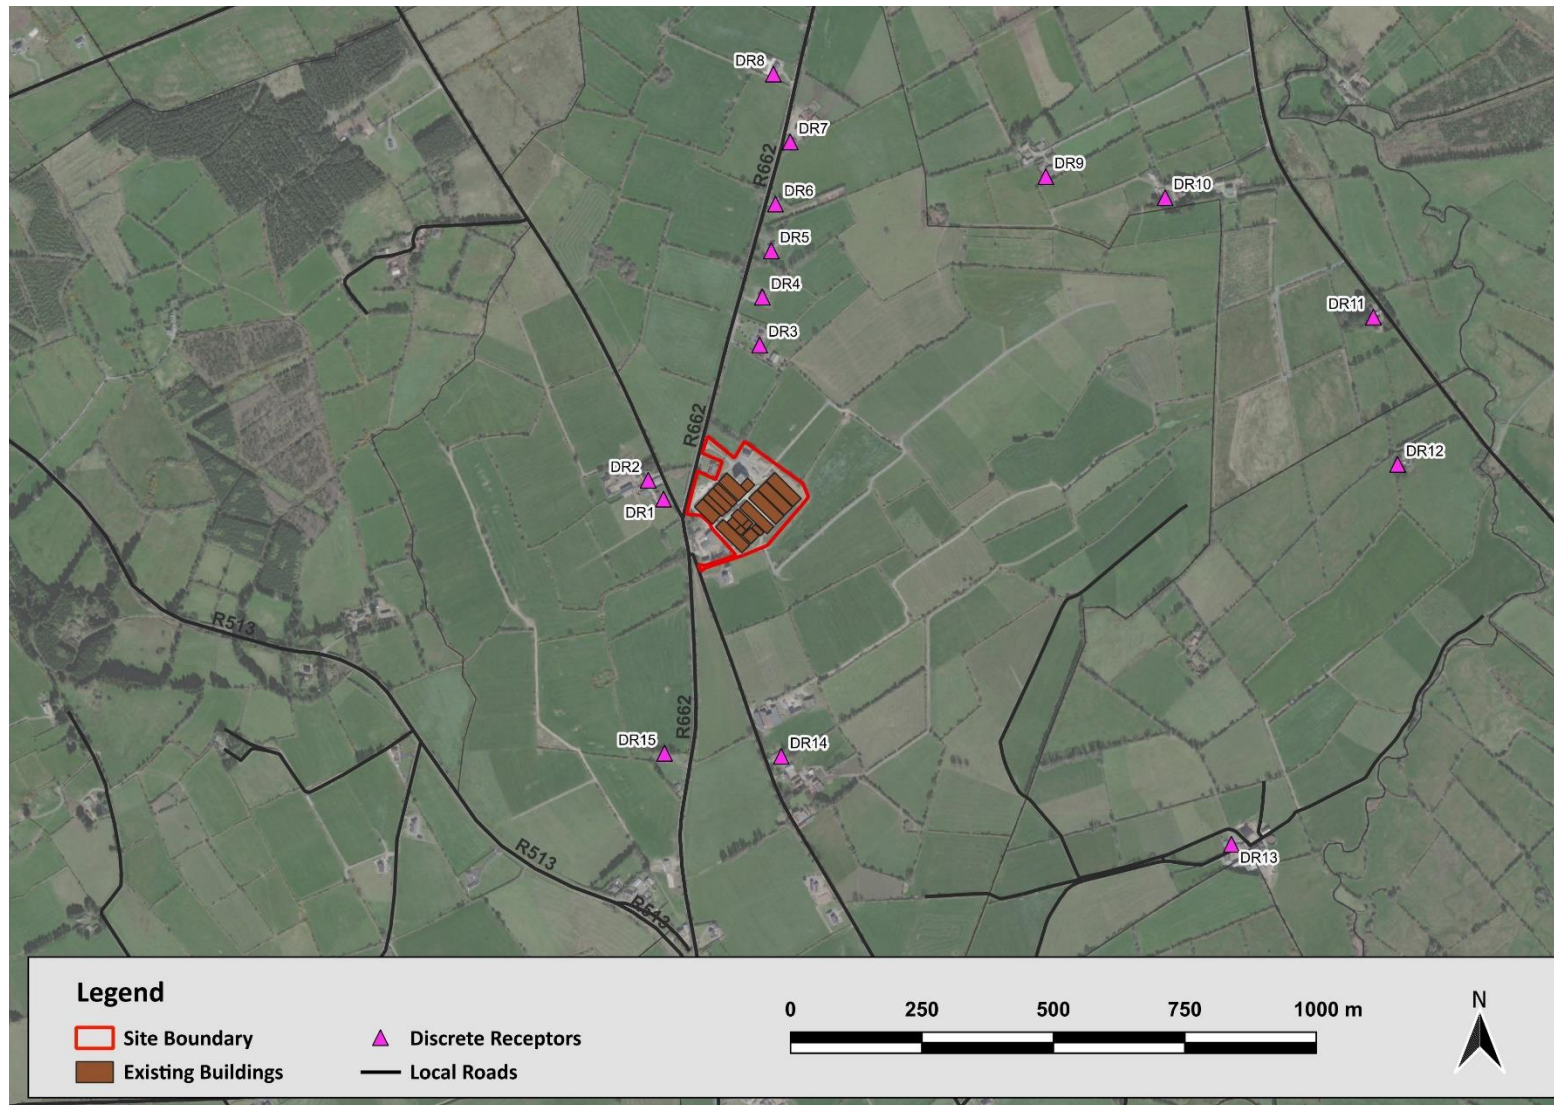 DR8
DR7
R662
DR9
DR6
DR10
DR5
DR4
DR11
DR3
R662
DR2
DR12
DR1
R513
R662
DR15
DR14
R513
DR13
R513
Legend
Site Boundary
Discrete Receptors
Existing Buildings
Local Roads
0 250 500 750 1000 m
N